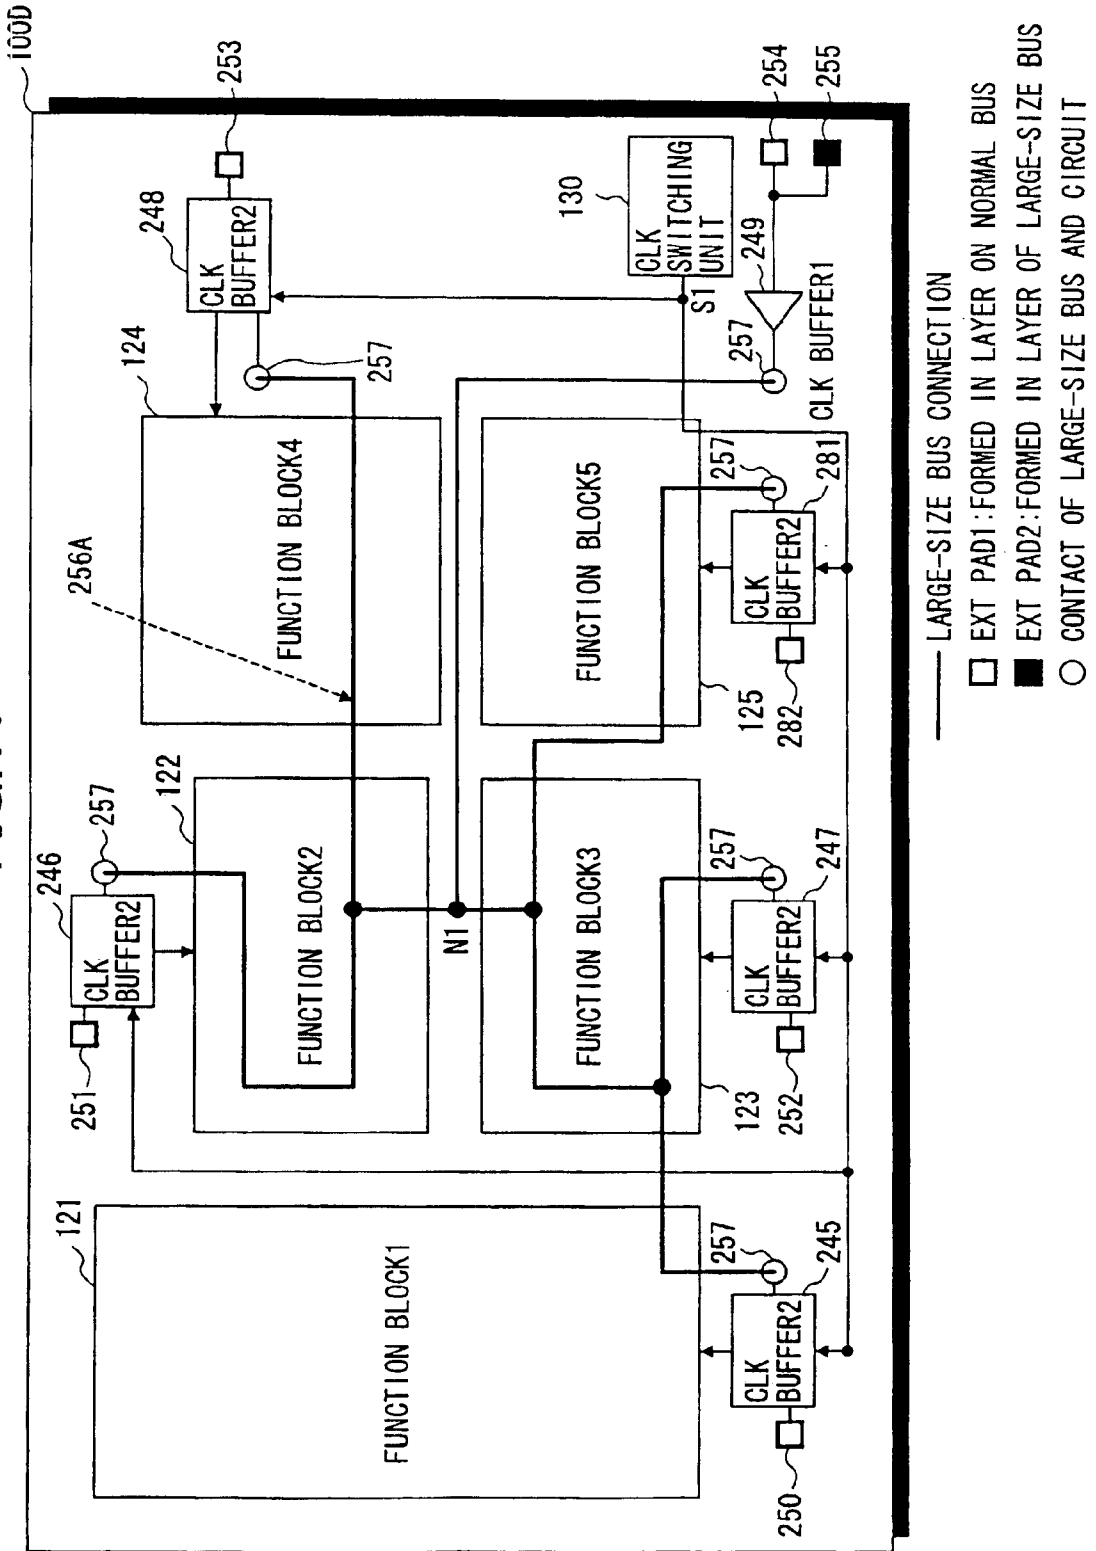 100D
246
257
251
CLK
BUFFER2
121
122
256A
124
248
253
CLK
BUFFER2
FUNCTION BLOCK2
FUNCTION BLOCK4
257
FUNCTION BLOCK1
N1
FUNCTION BLOCK3
FUNCTION BLOCK5
130
CLK
SWITCHING
UNIT
S1
123
125
257
257
257
257
249
254
255
CLK
BUFFER2
CLK
BUFFER2
CLK
BUFFER2
CLK BUFFER1
250
245
252
247
282
281
LARGE-SIZE BUS CONNECTION
EXT PAD1:FORMED IN LAYER ON NORMAL BUS
EXT PAD2:FORMED IN LAYER OF LARGE-SIZE BUS
CONTACT OF LARGE-SIZE BUS AND CIRCUIT